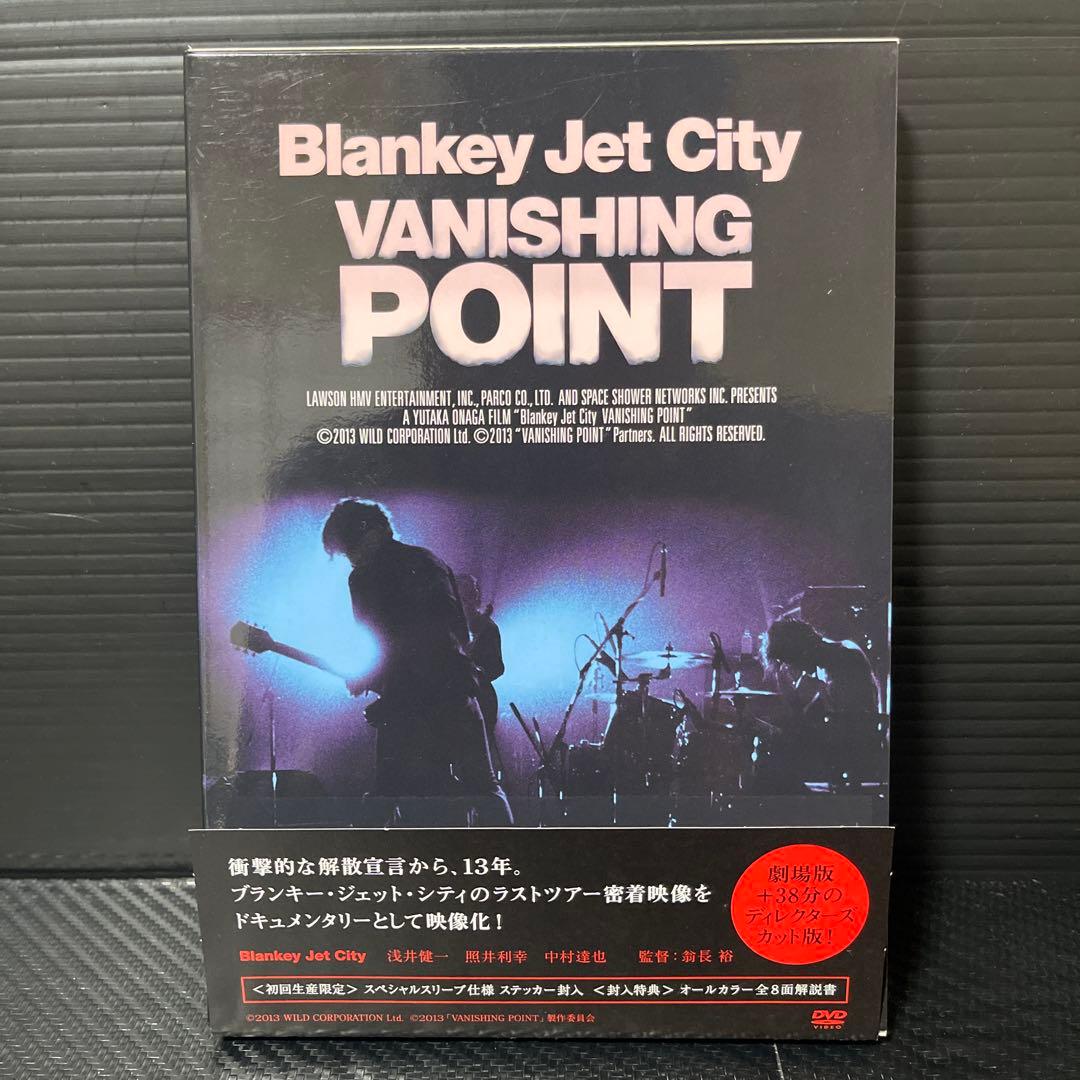 Blankey Jet City
VANISHING
POINT
LAWSON HMV ENTERTAINMENT, INC., PARCO CO., LTD. AND SPACE SHOWER NETWORKS INC. PRESENTS
A YUTAKA ONAGA FILM "Blankey Jet City VANISHING POINT"
©2013 WILD CORPORATION Ltd. ©2013 "VANISHING POINT" Partners. ALL RIGHTS RESERVED.
衝撃的な解散宣言から、13年。
ブランキー・ジェット・シティのラストツアー密着映像を
ドキュメンタリーとして映像化!
劇場版
+38分の
ディレクターズ
カット版!
Blankey Jet City 浅井健一 照井利幸 中村達也 監督:翁長 裕
<初回生産限定> スペシャルスリーブ仕様 ステッカー封入 <封入特典> オールカラー全8面解説書
©2013 WILD CORPORATION Ltd. ©2013「VANISHING POINT」製作委員会
DVD
VIDEO